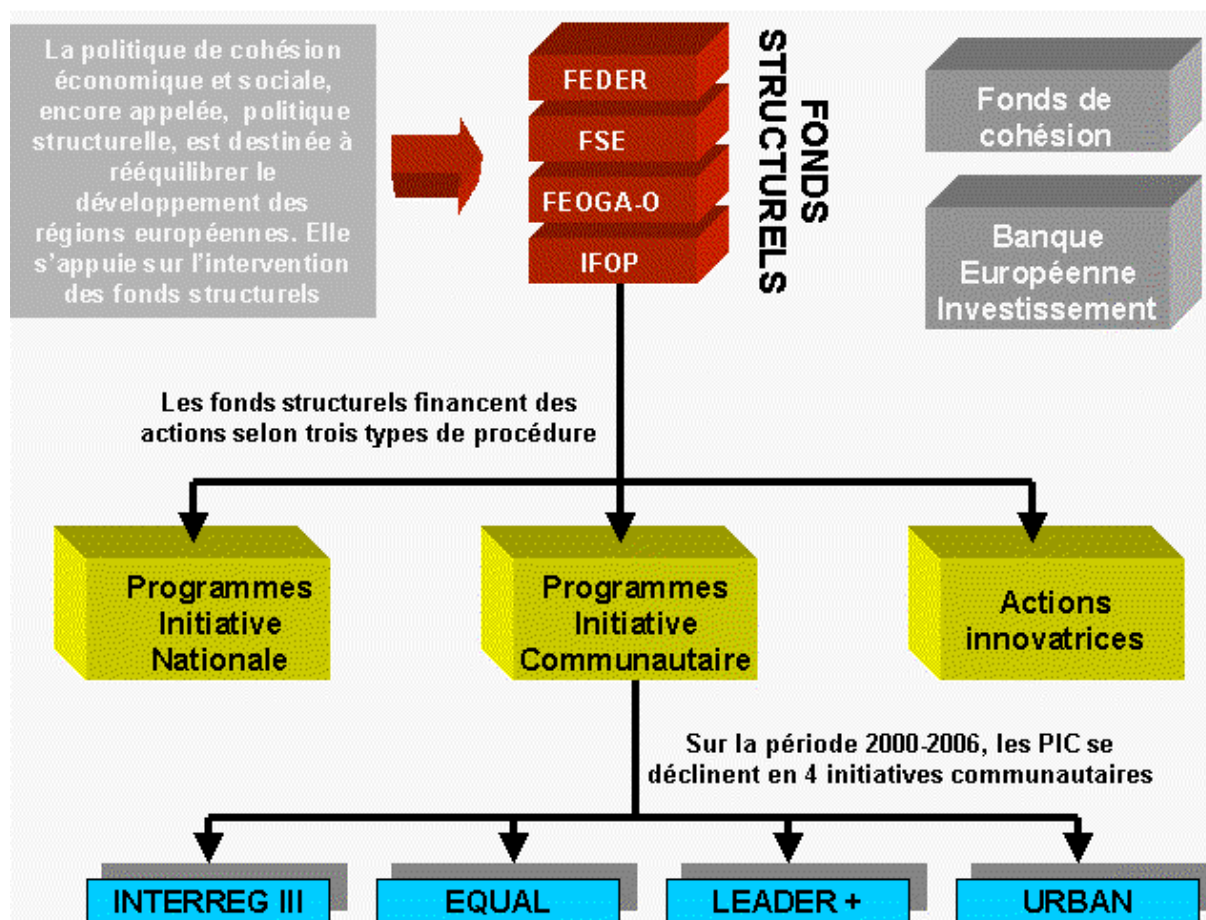 La politique de cohésion
économique et sociale,
encore appelée, politique
structurelle, est destinée à
rééquilibrer le
développement des
régions européennes. Elle
s'appuie sur l'intervention
des fonds structurels
FEDER
FSE
FEOGA-O
IFOP
FONDS
STRUCTURELS
Fonds de
cohésion
Banque
Européenne
Investissement
Les fonds structurels financent des
actions selon trois types de procédure
Programmes
Initiative
Nationale
Programmes
Initiative
Communautaire
Actions
innovatrices
Sur la période 2000-2006, les PIC se
déclinent en 4 initiatives communautaires
INTERREG III
EQUAL
LEADER +
URBAN